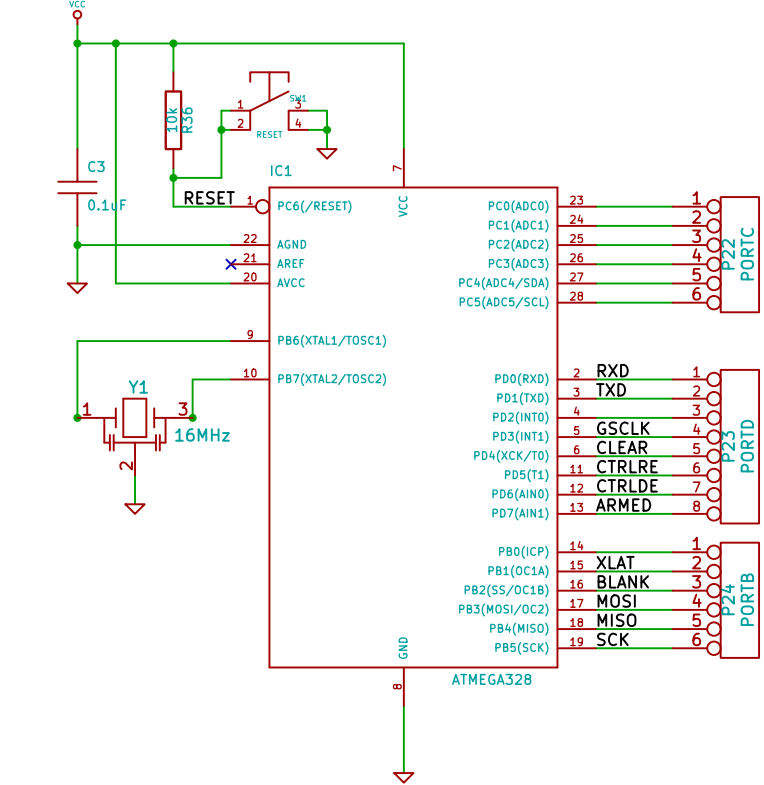 VCC
10k
R36
1
2
3
4
SW1
RESET
C3
0.1uF
IC1
7
VCC
RESET
1 PC6(/RESET)
22 AGND
21 AREF
20 AVCC
9 PB6(XTAL1/TOSC1)
10 PB7(XTAL2/TOSC2)
Y1
1
3
2
16MHz
PC0(ADC0) 23 1
PC1(ADC1) 24 2
PC2(ADC2) 25 3
PC3(ADC3) 26 4
PC4(ADC4/SDA) 27 5
PC5(ADC5/SCL) 28 6
P22
PORTC
PD0(RXD) 2 RXD 1
PD1(TXD) 3 TXD 2
PD2(INT0) 4 3
PD3(INT1) 5 GSCLK 4
PD4(XCK/T0) 6 CLEAR 5
PD5(T1) 11 CTRLRE 6
PD6(AIN0) 12 CTRLDE 7
PD7(AIN1) 13 ARMED 8
P23
PORTD
PB0(ICP) 14 1
PB1(OC1A) 15 XLAT 2
PB2(SS/OC1B) 16 BLANK 3
PB3(MOSI/OC2) 17 MOSI 4
PB4(MISO) 18 MISO 5
PB5(SCK) 19 SCK 6
P24
PORTB
GND
8
ATMEGA328